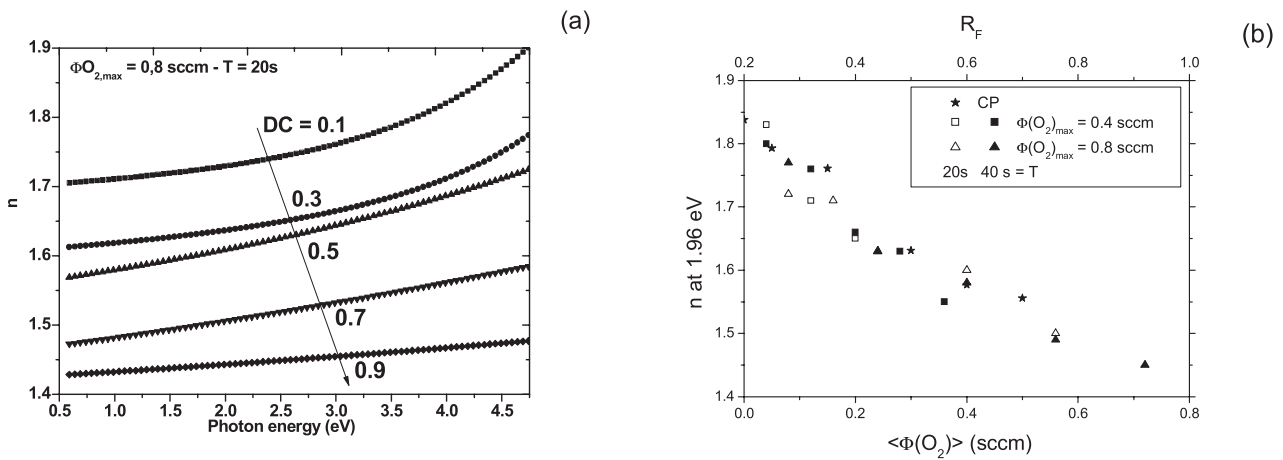 (a)
1.9
1.8
1.7
1.6
1.5
1.4
n
ΦO2,max = 0,8 sccm - T = 20s
DC = 0.1
0.3
0.5
0.7
0.9
0.5 1.0 1.5 2.0 2.5 3.0 3.5 4.0 4.5
Photon energy (eV)
(b)
RF
0.2 0.4 0.6 0.8 1.0
1.9
1.8
1.7
1.6
1.5
1.4
n at 1.96 eV
CP
Φ(O2)max = 0.4 sccm
Φ(O2)max = 0.8 sccm
20s 40 s = T
0.0 0.2 0.4 0.6 0.8
<Φ(O2)> (sccm)